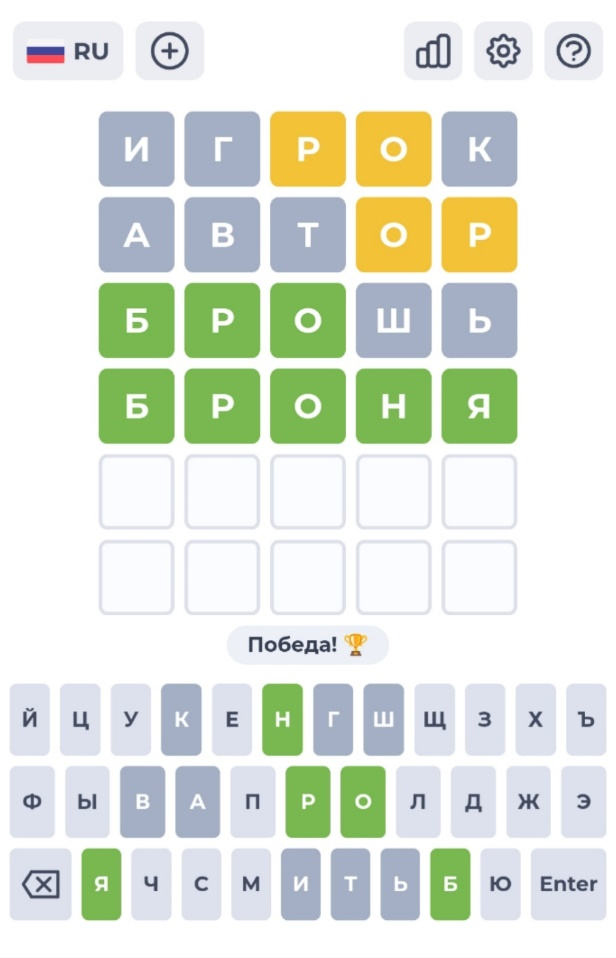 RU
И Г Р О К
А В Т О Р
Б Р О Ш Ь
Б Р О Н Я
Победа! 🏆
Й Ц У К Е Н Г Ш Щ З Х Ъ
Ф Ы В А П Р О Л Д Ж Э
Я Ч С М И Т Ь Б Ю Enter